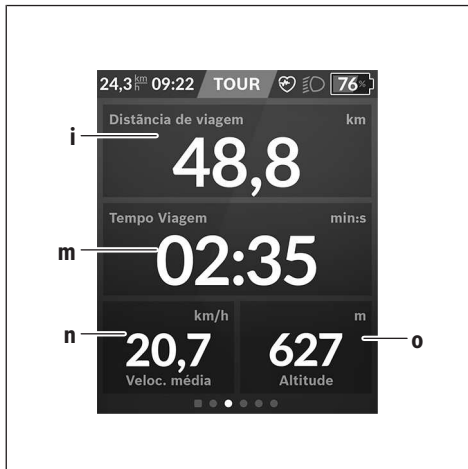 24,3 km/h 09:22 TOUR 76%
Distância de viagem km
i
48,8
Tempo Viagem min:s
m
02:35
km/h m
n 20,7 627 o
Veloc. média Altitude